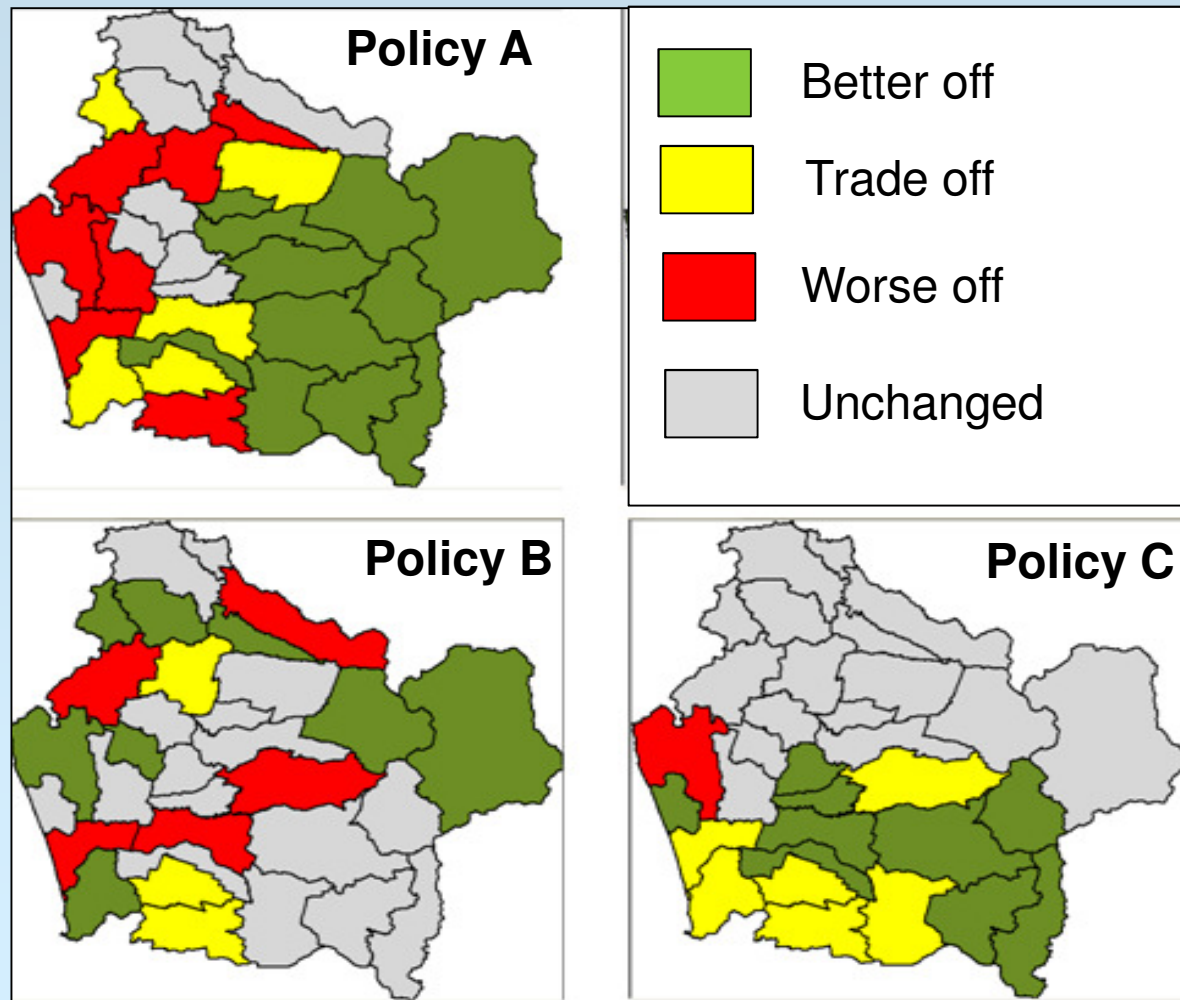 Policy A
Better off
Trade off
Worse off
Unchanged
Policy B
Policy C